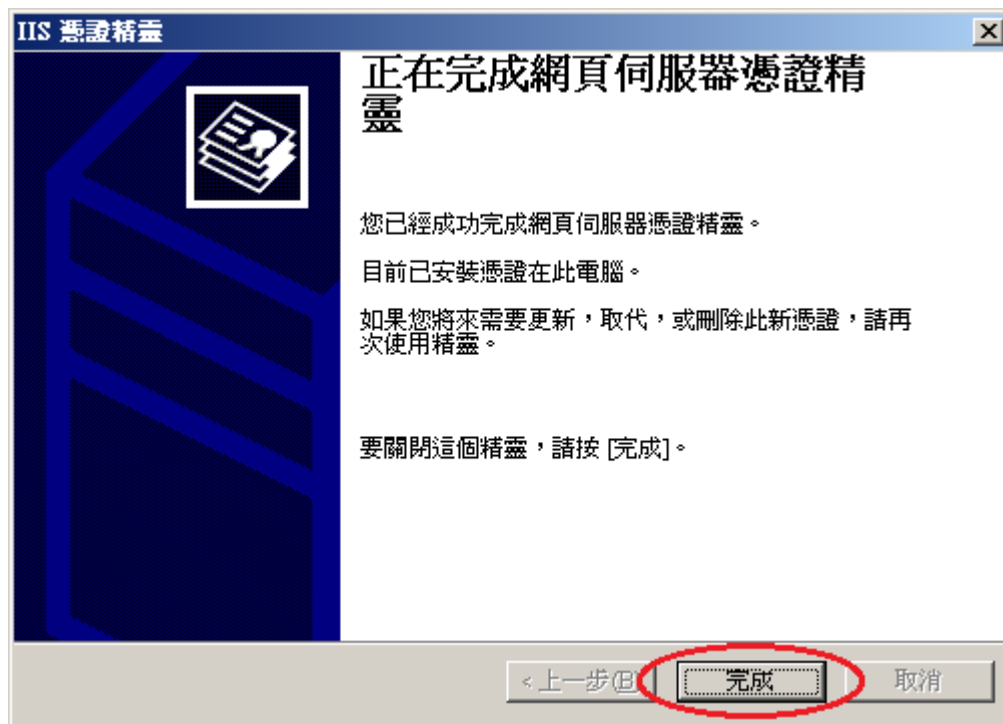 IIS 憑證精靈
正在完成網頁伺服器憑證精
靈
您已經成功完成網頁伺服器憑證精靈。
目前已安裝憑證在此電腦。
如果您將來需要更新，取代，或刪除此新憑證，請再
次使用精靈。
要關閉這個精靈，請按 [完成]。
< 上一步(B) 完成 取消